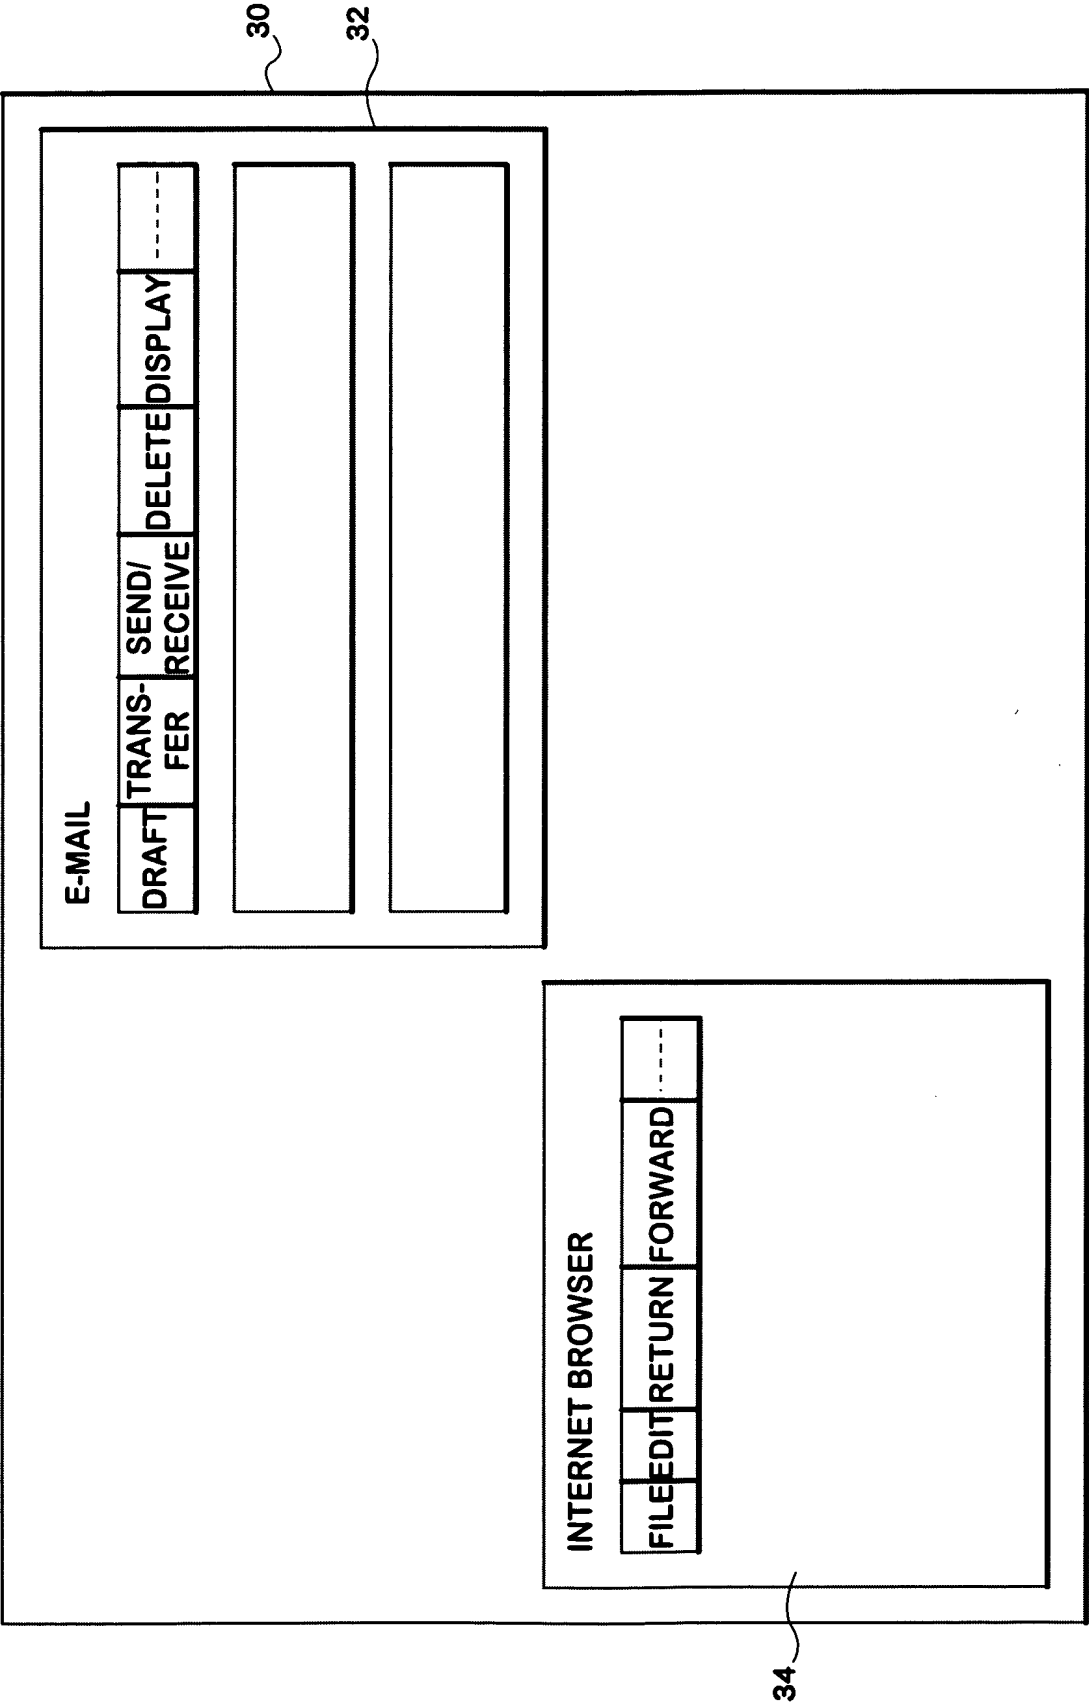 30
32
E-MAIL
DRAFT
TRANS-
FER
SEND/
RECEIVE
DELETE
DISPLAY
INTERNET BROWSER
FILE
EDIT
RETURN
FORWARD
34